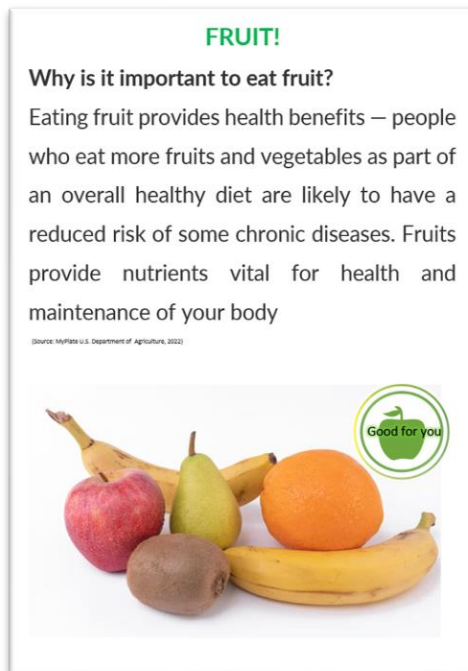 FRUIT!
Why is it important to eat fruit?
Eating fruit provides health benefits — people
who eat more fruits and vegetables as part of
an overall healthy diet are likely to have a
reduced risk of some chronic diseases. Fruits
provide nutrients vital for health and
maintenance of your body
(Source: MyPlate U.S. Department of Agriculture, 2022)
Good for you